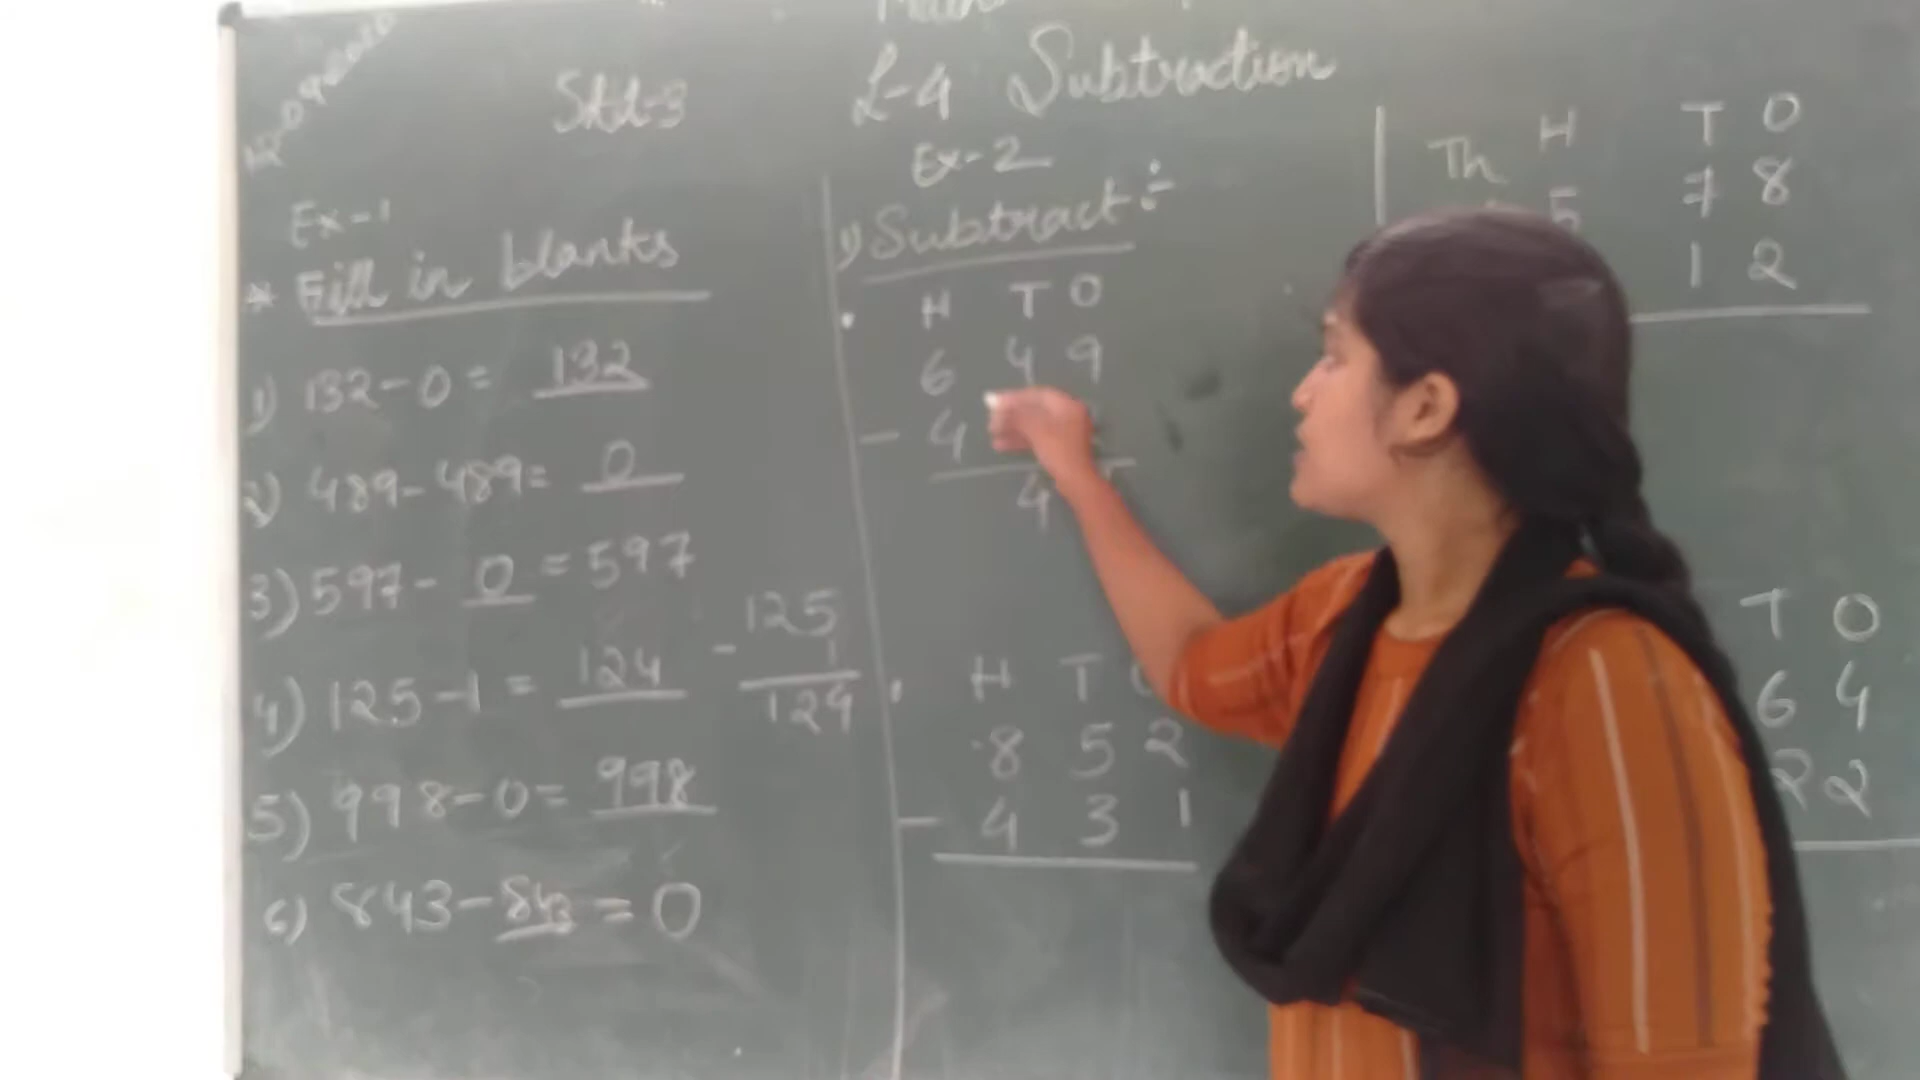 Std-3
L-4 Subtraction
Ex-1
* Fill in blanks
1) 132-0 = 132
2) 489-489= 0
3) 597- 0 = 597
4) 125-1 = 124
- 125
1
124
5) 998-0= 998
6) 843-843 = 0
Ex-2
1) Subtract÷
H T O
6 4 9
- 4
4
H T
8 5 2
- 4 3 1
Th H T O
5 7 8
1 2
T O
6 4
2 2